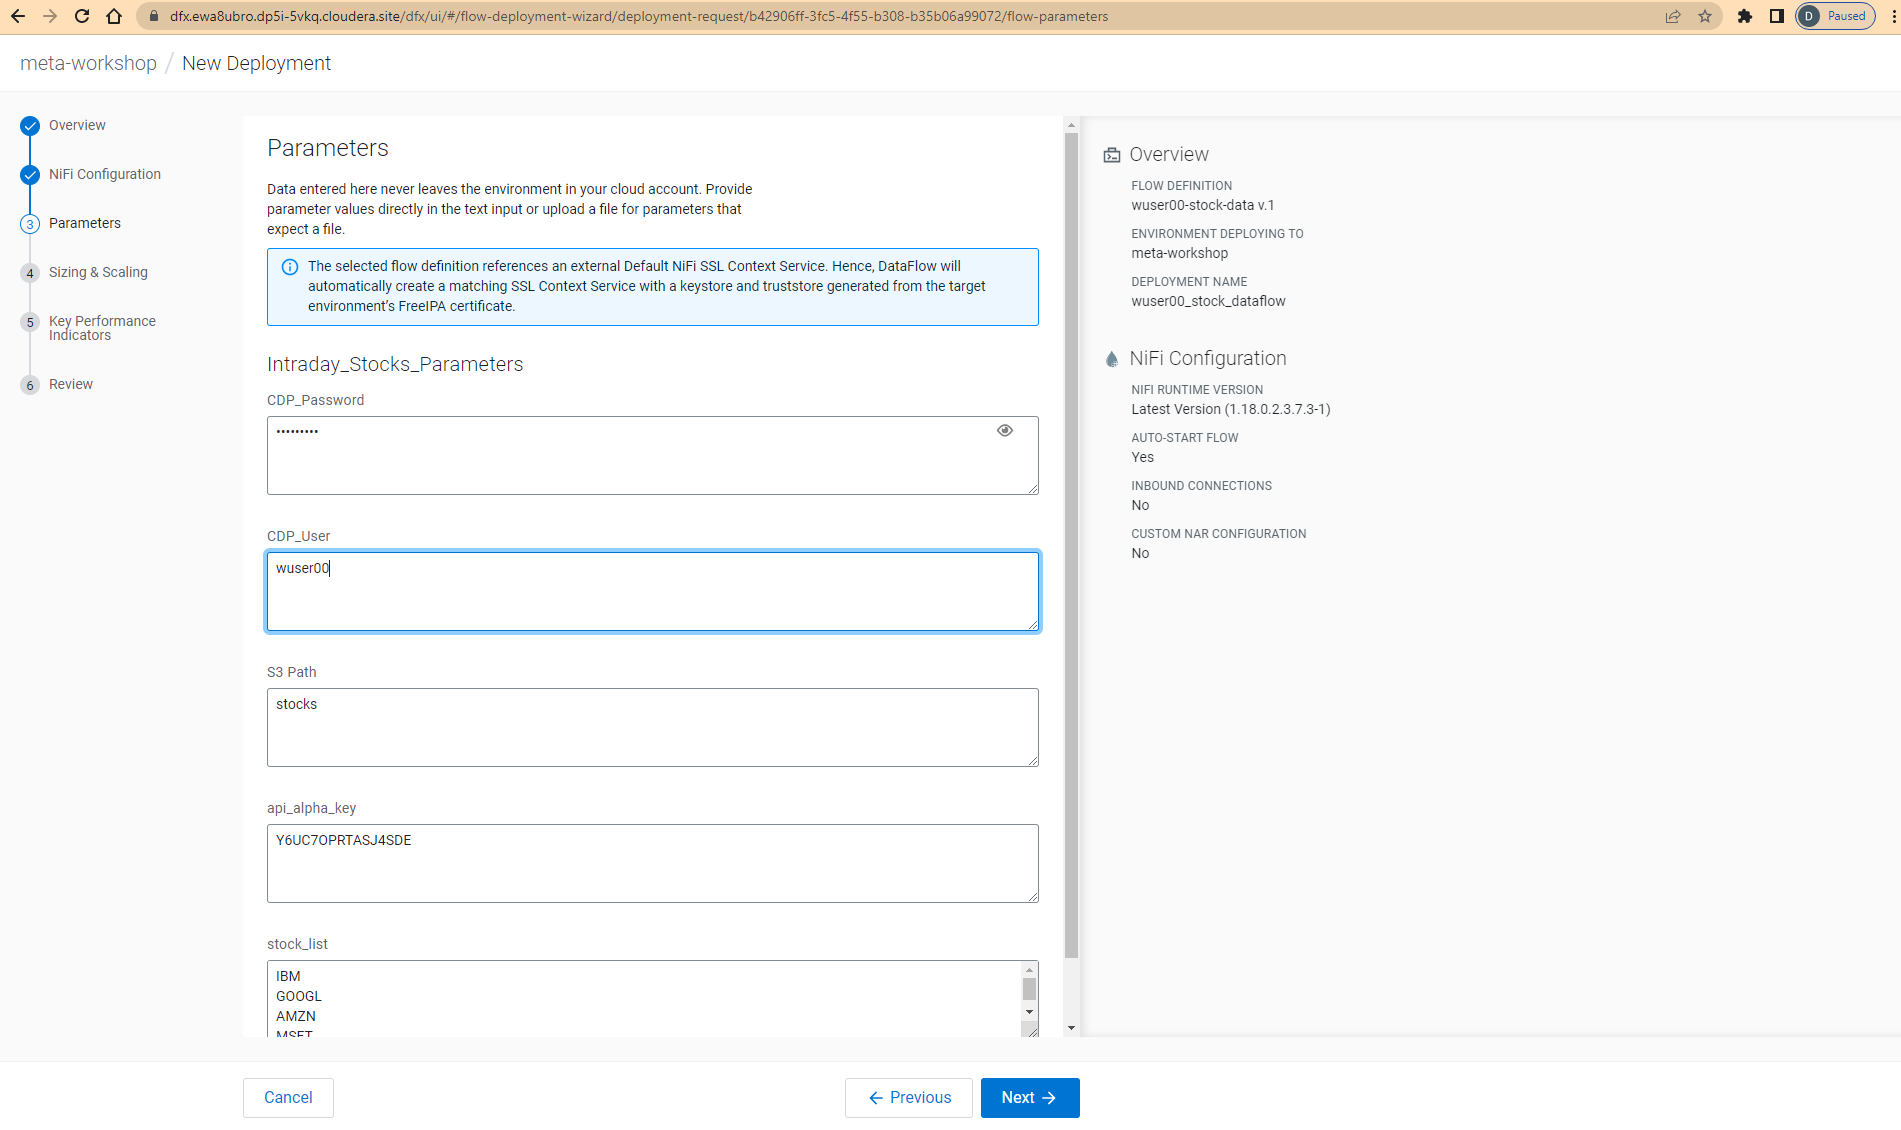 dfx.ewa8ubro.dp5i-5vkq.cloudera.site/dfx/ui/#/flow-deployment-wizard/deployment-request/b42906ff-3fc5-4f55-b308-b35b06a99072/flow-parameters
D Paused
meta-workshop / New Deployment
Overview
NiFi Configuration
3 Parameters
4 Sizing & Scaling
5 Key Performance
Indicators
6 Review
Parameters
Data entered here never leaves the environment in your cloud account. Provide
parameter values directly in the text input or upload a file for parameters that
expect a file.
The selected flow definition references an external Default NiFi SSL Context Service. Hence, DataFlow will
automatically create a matching SSL Context Service with a keystore and truststore generated from the target
environment’s FreeIPA certificate.
Intraday_Stocks_Parameters
CDP_Password
•••••••••
CDP_User
wuser00
S3 Path
stocks
api_alpha_key
Y6UC7OPRTASJ4SDE
stock_list
IBM
GOOGL
AMZN
MSFT
Overview
FLOW DEFINITION
wuser00-stock-data v.1
ENVIRONMENT DEPLOYING TO
meta-workshop
DEPLOYMENT NAME
wuser00_stock_dataflow
NiFi Configuration
NIFI RUNTIME VERSION
Latest Version (1.18.0.2.3.7.3-1)
AUTO-START FLOW
Yes
INBOUND CONNECTIONS
No
CUSTOM NAR CONFIGURATION
No
Cancel
← Previous
Next →